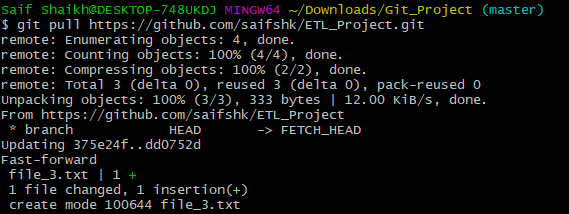 Saif Shaikh@DESKTOP-748UKDJ MINGW64 ~/Downloads/Git_Project (master)
$ git pull https://github.com/saifshk/ETL_Project.git
remote: Enumerating objects: 4, done.
remote: Counting objects: 100% (4/4), done.
remote: Compressing objects: 100% (2/2), done.
remote: Total 3 (delta 0), reused 3 (delta 0), pack-reused 0
Unpacking objects: 100% (3/3), 333 bytes | 12.00 KiB/s, done.
From https://github.com/saifshk/ETL_Project
 * branch            HEAD       -> FETCH_HEAD
Updating 375e24f..dd0752d
Fast-forward
 file_3.txt | 1 +
 1 file changed, 1 insertion(+)
 create mode 100644 file_3.txt